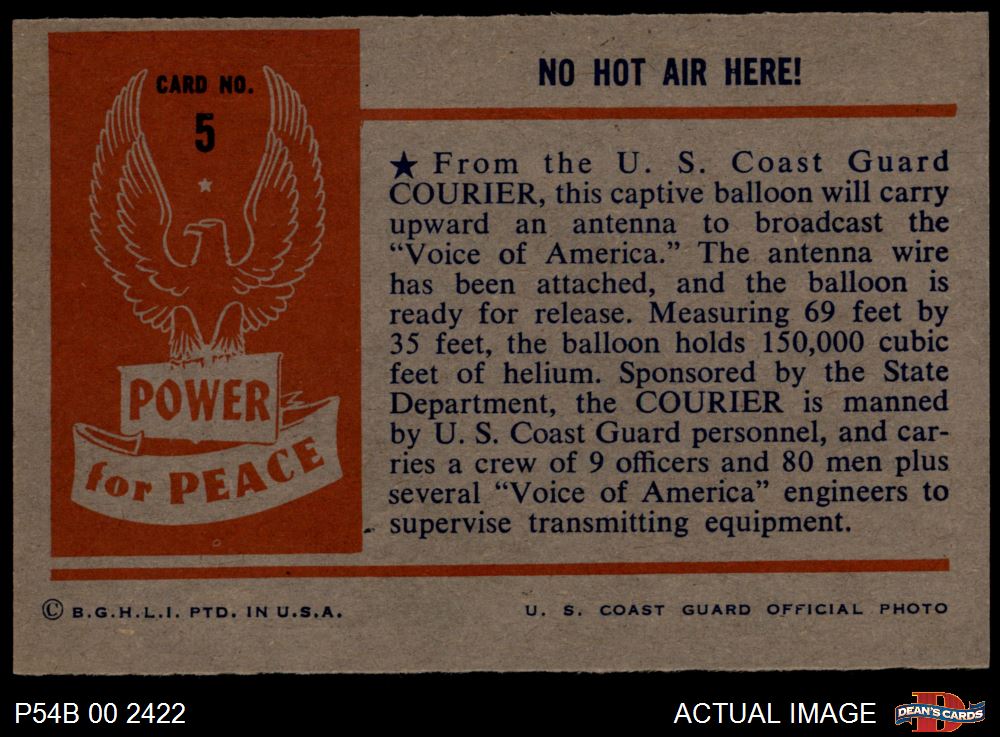 CARD NO.
5
POWER
for PEACE
NO HOT AIR HERE!
★ From the U. S. Coast Guard
COURIER, this captive balloon will carry
upward an antenna to broadcast the
“Voice of America.” The antenna wire
has been attached, and the balloon is
ready for release. Measuring 69 feet by
35 feet, the balloon holds 150,000 cubic
feet of helium. Sponsored by the State
Department, the COURIER is manned
by U. S. Coast Guard personnel, and car-
ries a crew of 9 officers and 80 men plus
several “Voice of America” engineers to
supervise transmitting equipment.
© B.G.H.L.I. PTD. IN U.S.A.
U. S. COAST GUARD OFFICIAL PHOTO
P54B 00 2422
ACTUAL IMAGE
D
DEAN'S CARDS